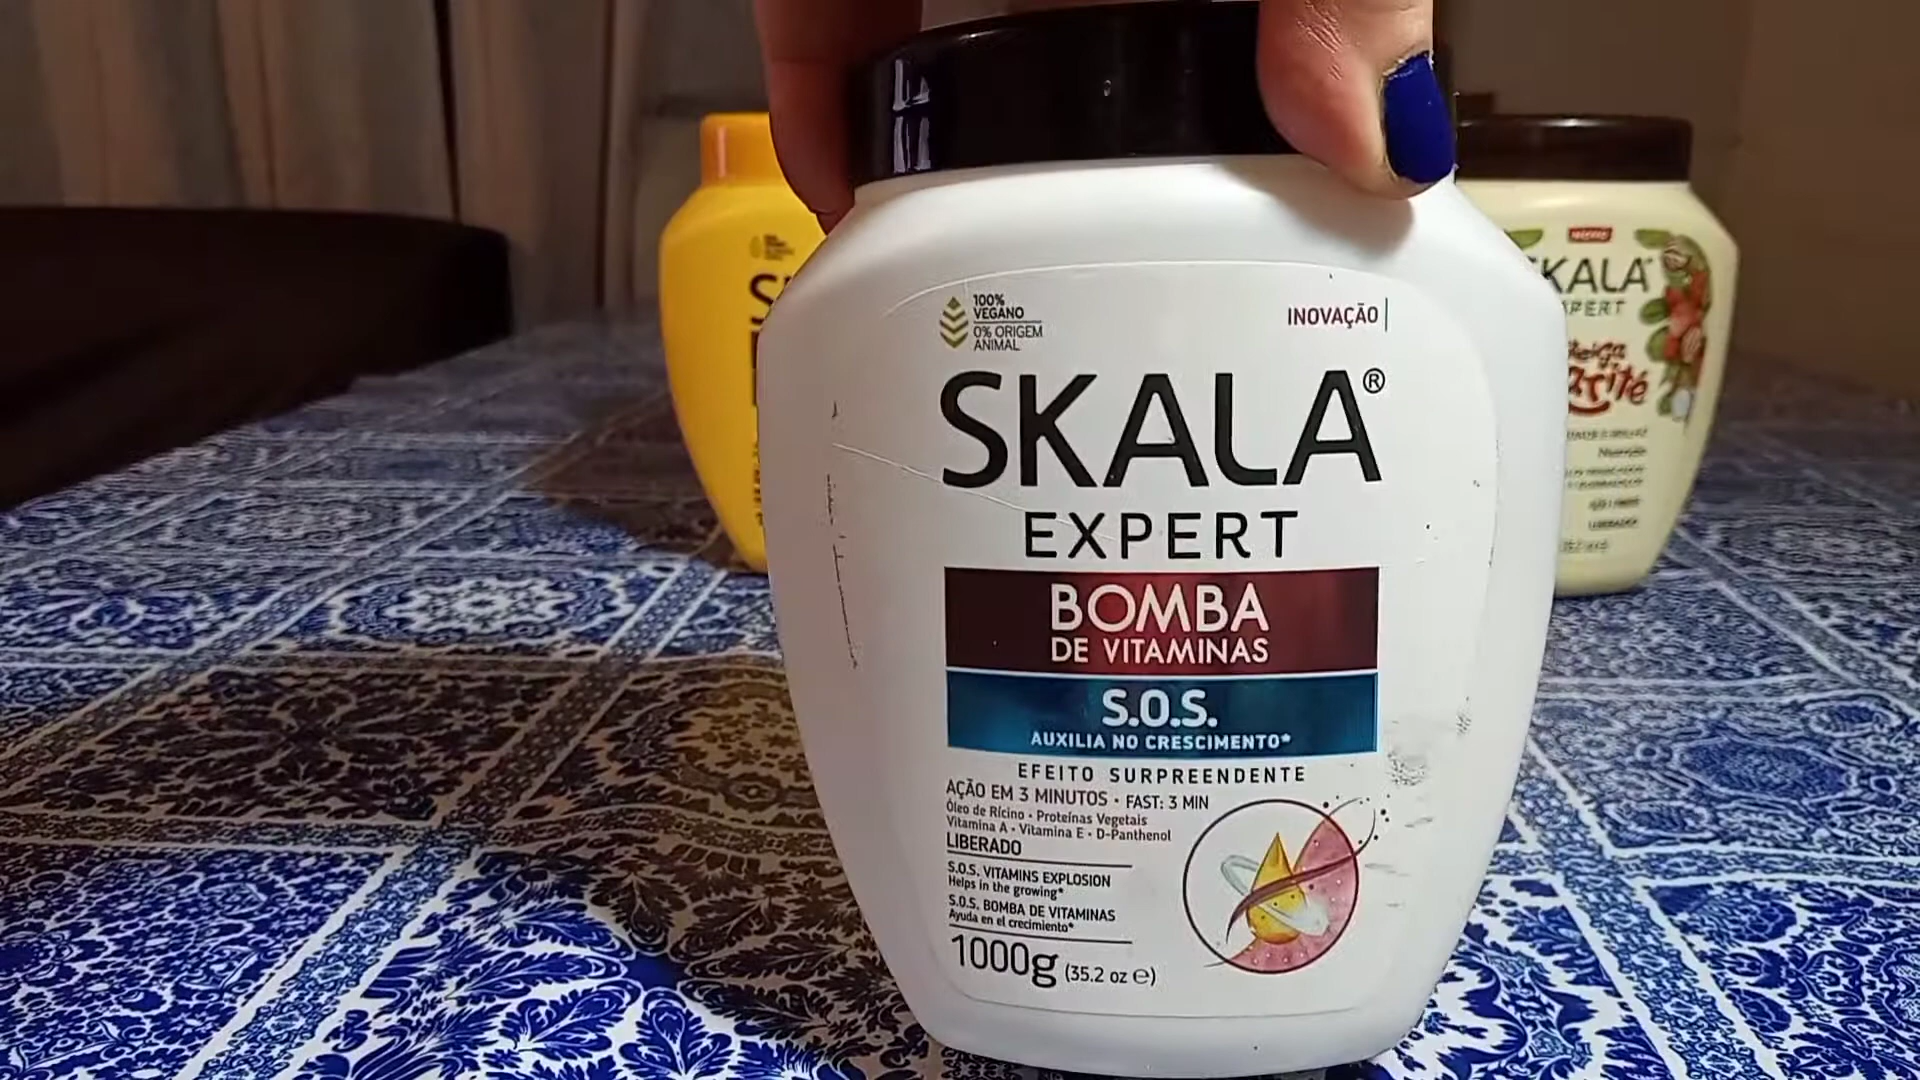 100%
VEGANO
0% ORIGEM
ANIMAL
INOVAÇÃO
SKALA®
EXPERT
BOMBA
DE VITAMINAS
S.O.S.
AUXILIA NO CRESCIMENTO*
EFEITO SURPREENDENTE
AÇÃO EM 3 MINUTOS • FAST: 3 MIN
Óleo de Rícino • Proteínas Vegetais
Vitamina A • Vitamina E • D-Panthenol
LIBERADO
S.O.S. VITAMINS EXPLOSION
Helps in the growing*
S.O.S. BOMBA DE VITAMINAS
Ayuda en el crecimiento*
1000g (35.2 oz ℮)
SKALA
LIBERADO